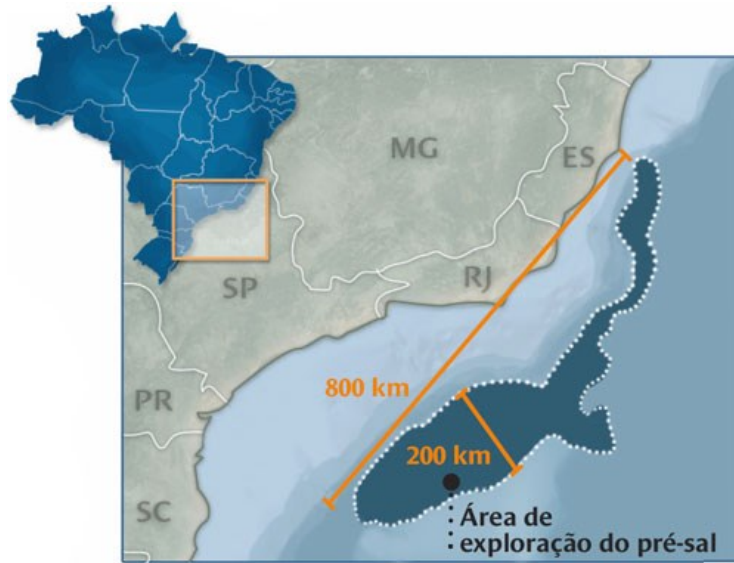 MG
ES
SP
RJ
800 km
PR
200 km
SC
Área de
exploração do pré-sal